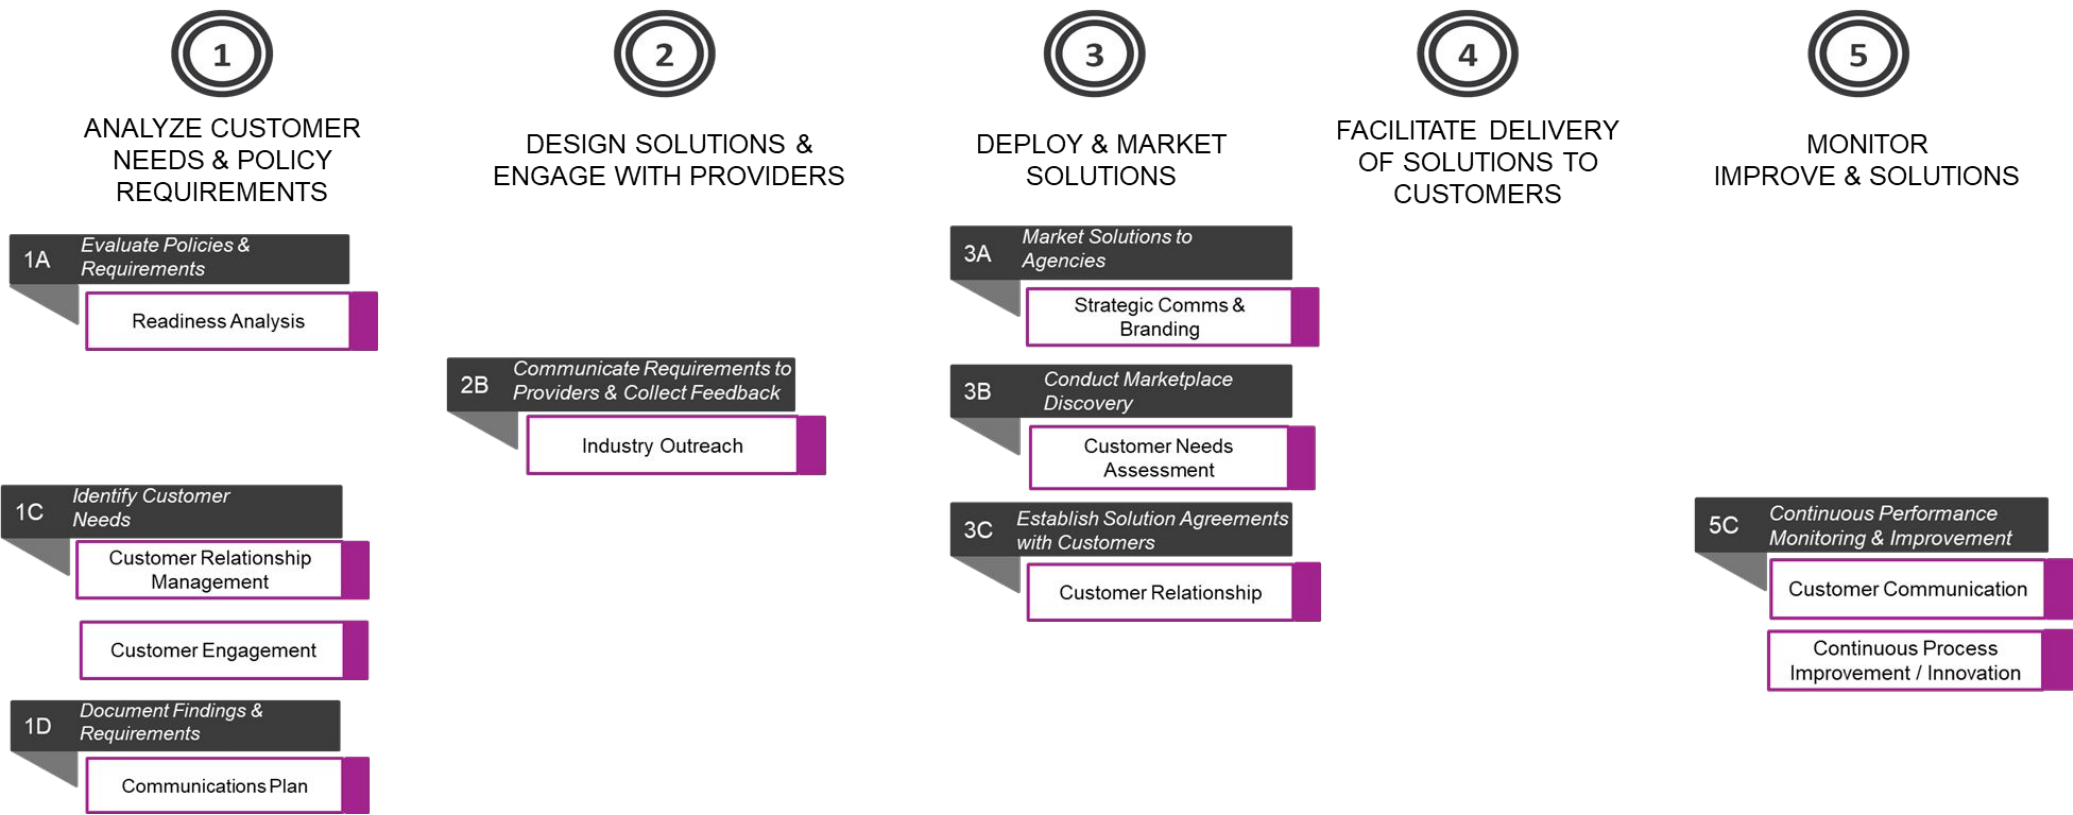 1
ANALYZE CUSTOMER
NEEDS & POLICY
REQUIREMENTS
1A
Evaluate Policies &
Requirements
Readiness Analysis
1C
Identify Customer
Needs
Customer Relationship
Management
Customer Engagement
1D
Document Findings &
Requirements
Communications Plan
2
DESIGN SOLUTIONS &
ENGAGE WITH PROVIDERS
2B
Communicate Requirements to
Providers & Collect Feedback
Industry Outreach
3
DEPLOY & MARKET
SOLUTIONS
3A
Market Solutions to
Agencies
Strategic Comms &
Branding
3B
Conduct Marketplace
Discovery
Customer Needs
Assessment
3C
Establish Solution Agreements
with Customers
Customer Relationship
4
FACILITATE DELIVERY
OF SOLUTIONS TO
CUSTOMERS
5
MONITOR
IMPROVE & SOLUTIONS
5C
Continuous Performance
Monitoring & Improvement
Customer Communication
Continuous Process
Improvement / Innovation